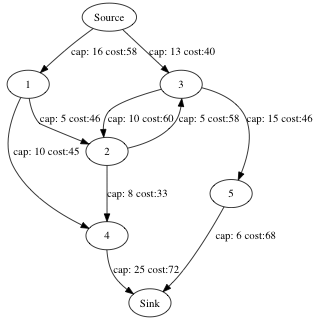 Source
cap: 16 cost:58
cap: 13 cost:40
1
3
cap: 5 cost:46
cap: 10 cost:60
cap: 5 cost:58
cap: 15 cost:46
cap: 10 cost:45
2
cap: 8 cost:33
5
4
cap: 6 cost:68
cap: 25 cost:72
Sink